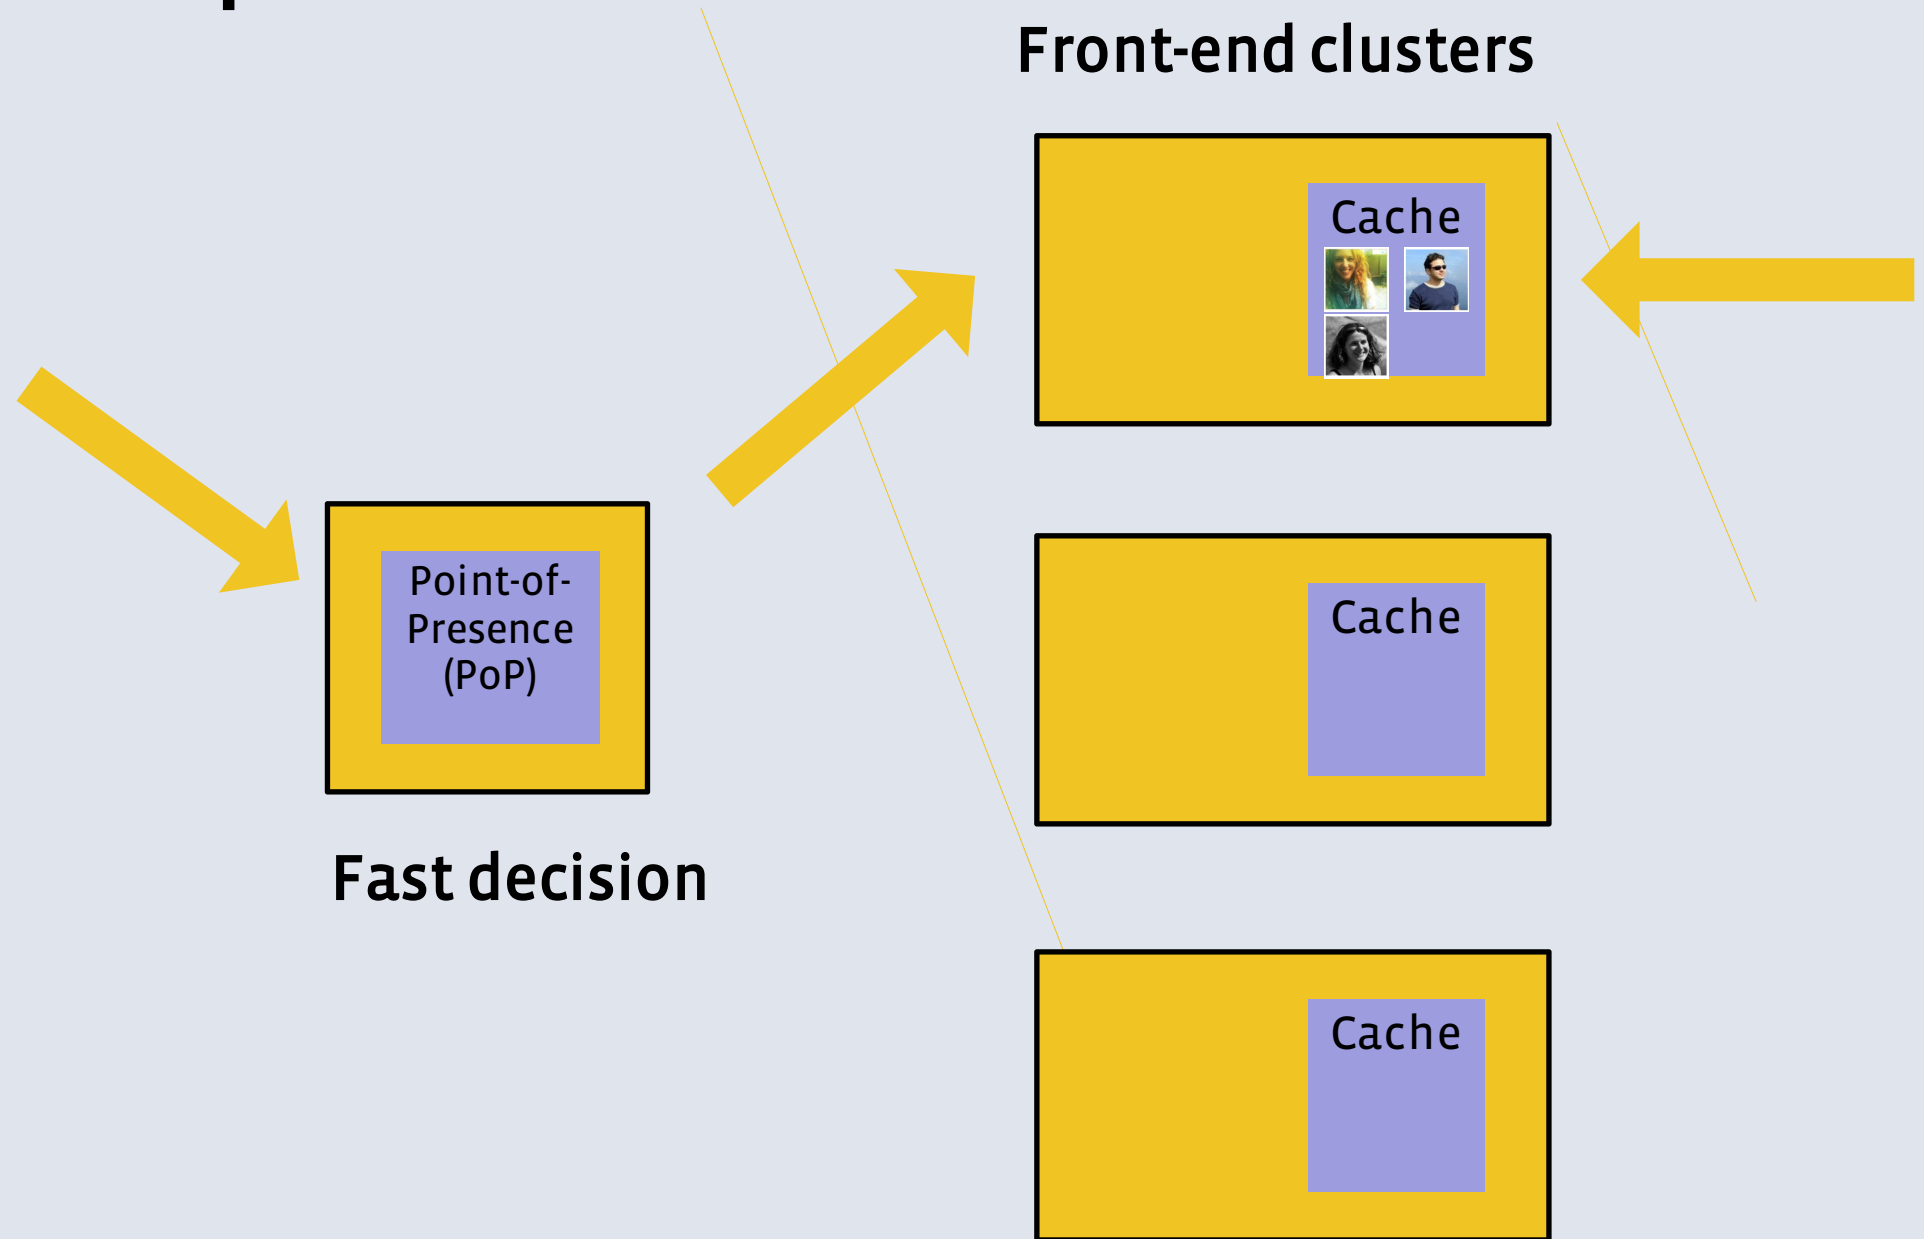 Front-end clusters
Cache
Point-of-
Presence
(PoP)
Fast decision
Cache
Cache